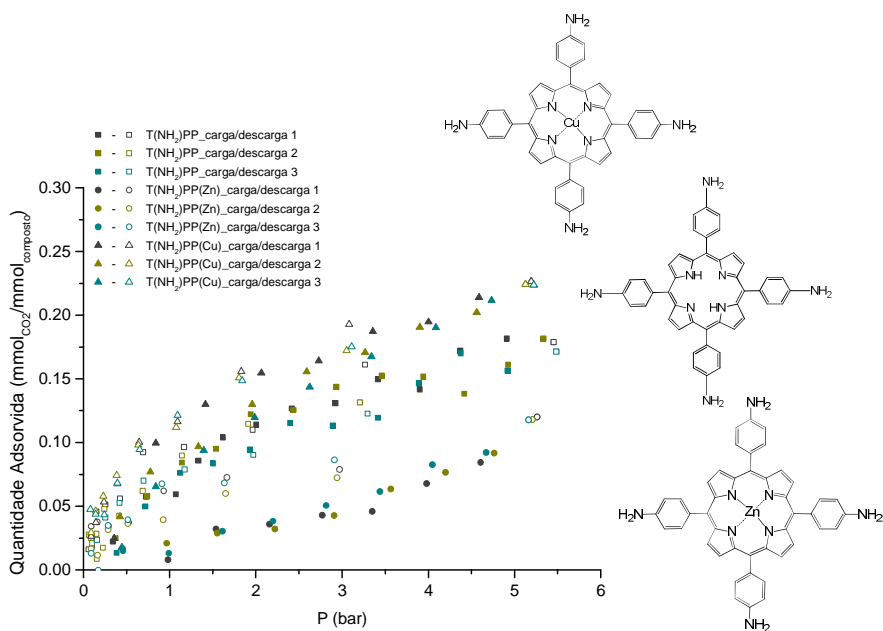 ■ - □ T(NH₂)PP_carga/descarga 1
■ - □ T(NH₂)PP_carga/descarga 2
■ - □ T(NH₂)PP_carga/descarga 3
● - ○ T(NH₂)PP(Zn)_carga/descarga 1
● - ○ T(NH₂)PP(Zn)_carga/descarga 2
● - ○ T(NH₂)PP(Zn)_carga/descarga 3
▲ - △ T(NH₂)PP(Cu)_carga/descarga 1
▲ - △ T(NH₂)PP(Cu)_carga/descarga 2
▲ - △ T(NH₂)PP(Cu)_carga/descarga 3
Quantidade Adsorvida (mmol_CO2/mmol_composto)
0.30
0.25
0.20
0.15
0.10
0.05
0.00
0 1 2 3 4 5 6
P (bar)
NH₂
N N
H₂N Cu NH₂
N N
NH₂
NH₂
NH N
NH₂ NH₂
N HN
NH₂
NH₂
N N
H₂N Zn NH₂
N N
NH₂